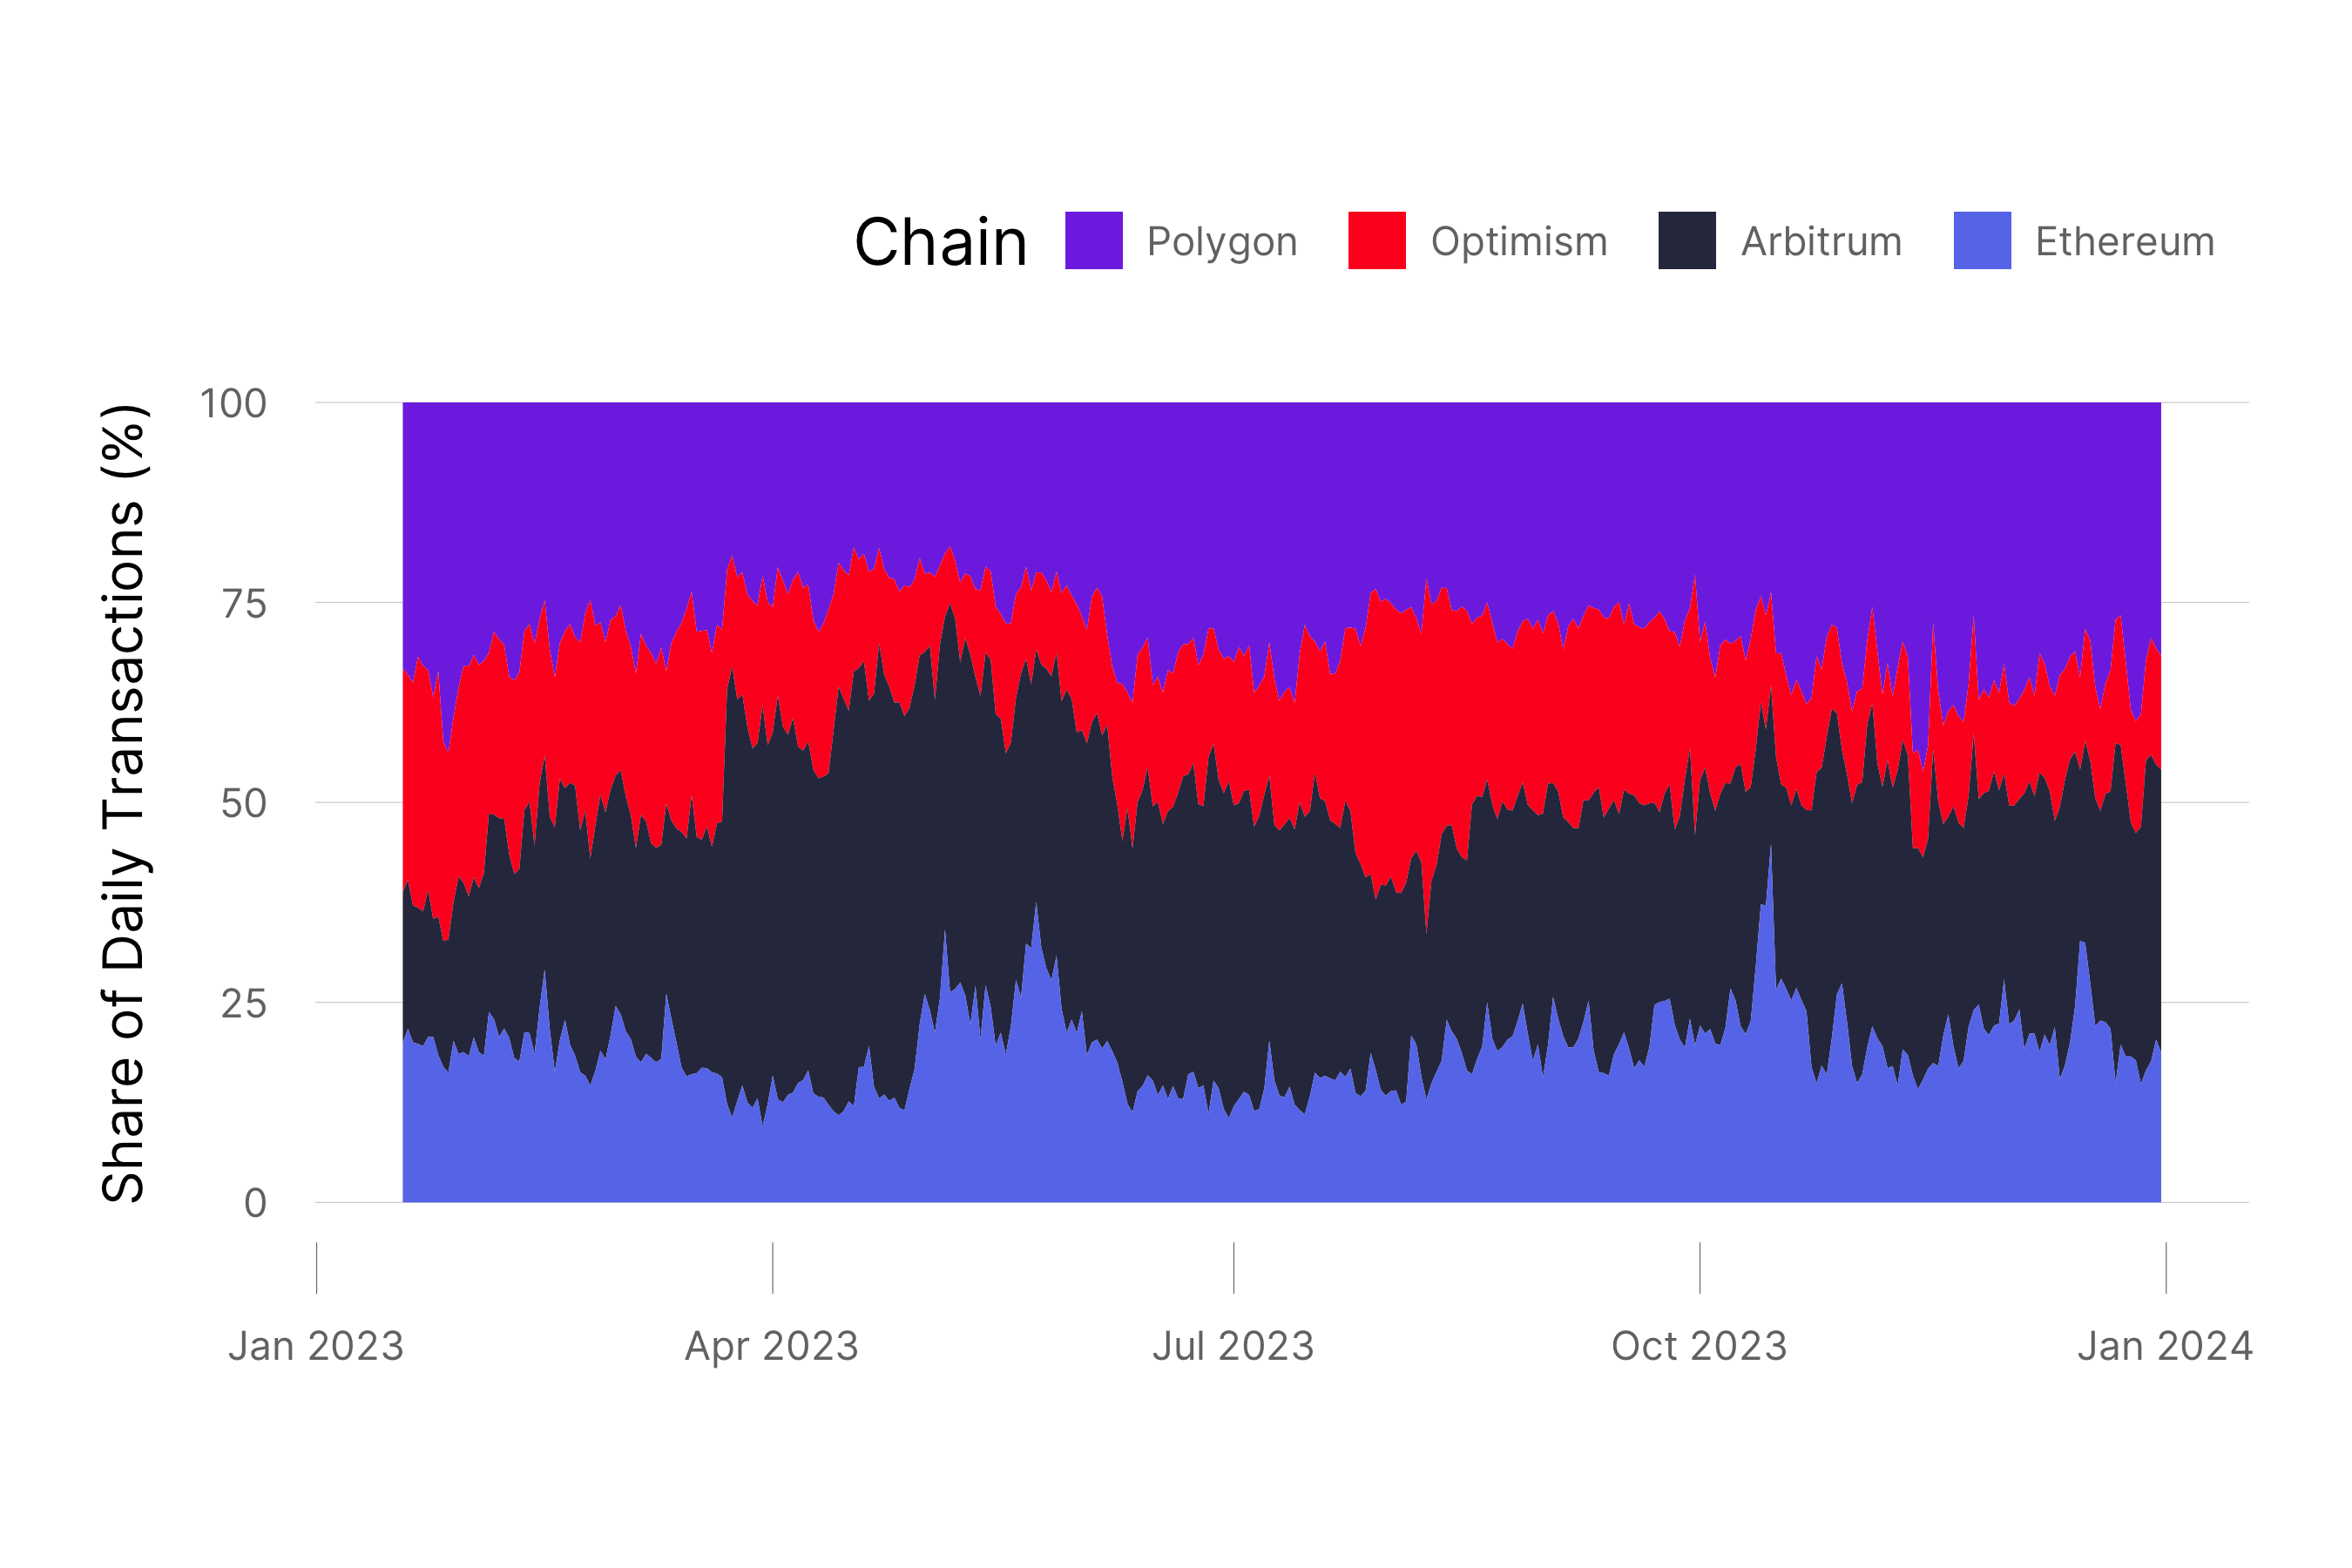 Chain Polygon Optimism Arbitrum Ethereum
Share of Daily Transactions (%)
100
75
50
25
0
Jan 2023 Apr 2023 Jul 2023 Oct 2023 Jan 2024